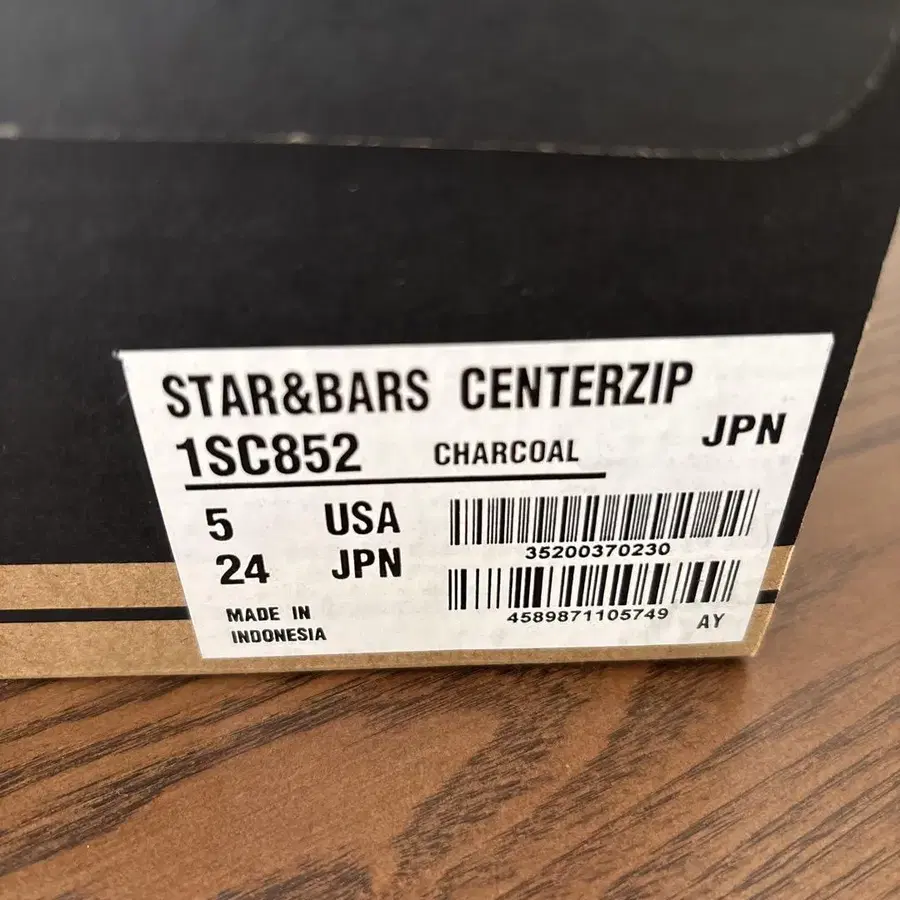 STAR&BARS CENTERZIP
1SC852 CHARCOAL JPN
5 USA
24 JPN
35200370230
4589871105749 AY
MADE IN
INDONESIA